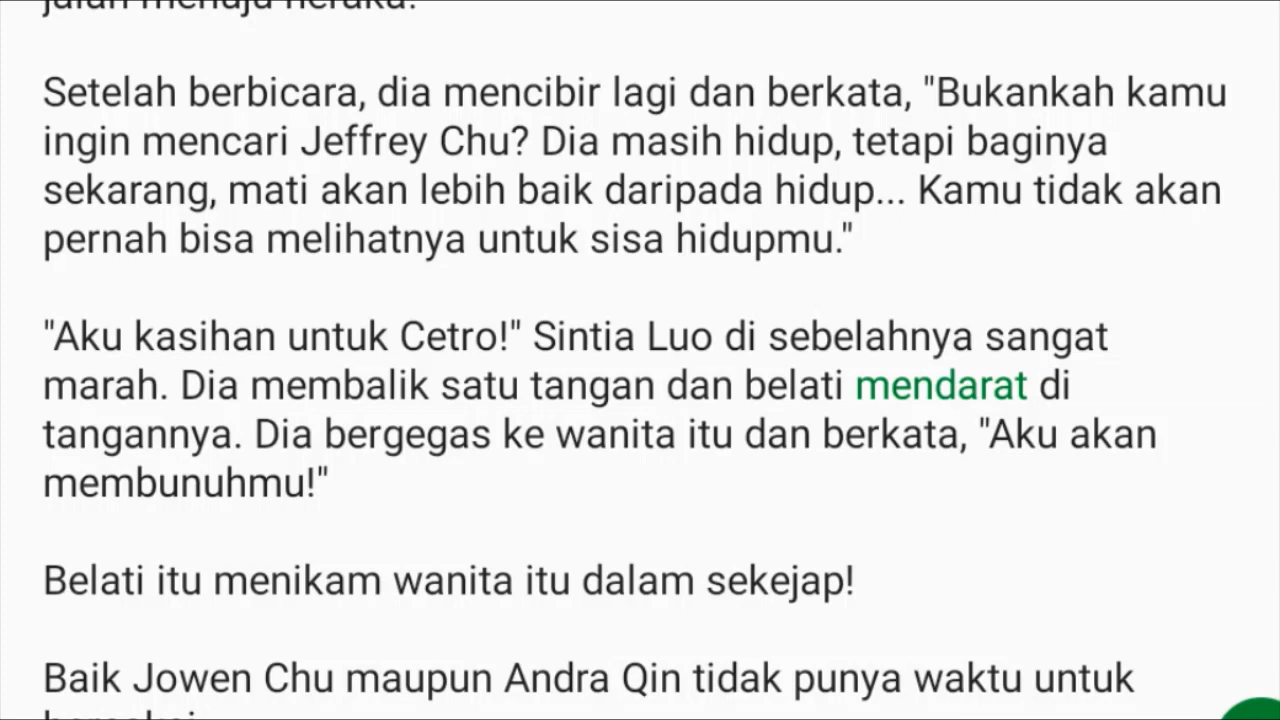 Setelah berbicara, dia mencibir lagi dan berkata, "Bukankah kamu
ingin mencari Jeffrey Chu? Dia masih hidup, tetapi baginya
sekarang, mati akan lebih baik daripada hidup... Kamu tidak akan
pernah bisa melihatnya untuk sisa hidupmu."
"Aku kasihan untuk Cetro!" Sintia Luo di sebelahnya sangat
marah. Dia membalik satu tangan dan belati mendarat di
tangannya. Dia bergegas ke wanita itu dan berkata, "Aku akan
membunuhmu!"
Belati itu menikam wanita itu dalam sekejap!
Baik Jowen Chu maupun Andra Qin tidak punya waktu untuk